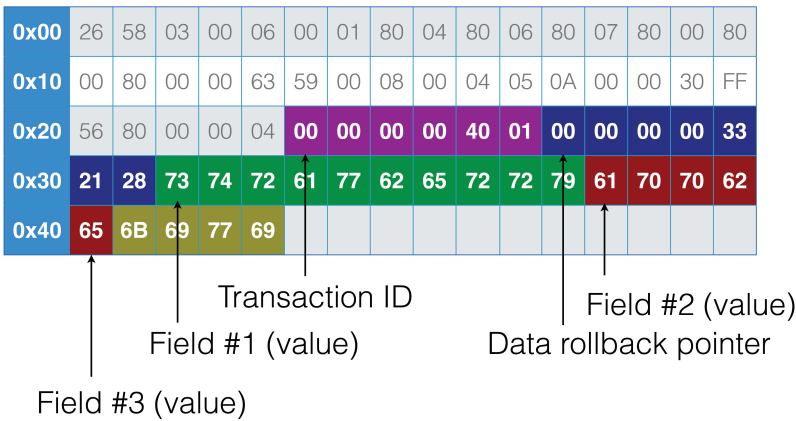 0x00 26 58 03 00 06 00 01 80 04 80 06 80 07 80 00 80
0x10 00 80 00 00 63 59 00 08 00 04 05 0A 00 00 30 FF
0x20 56 80 00 00 04 00 00 00 00 40 01 00 00 00 00 33
0x30 21 28 73 74 72 61 77 62 65 72 72 79 61 70 70 62
0x40 65 6B 69 77 69
Transaction ID
Field #2 (value)
Field #1 (value)
Data rollback pointer
Field #3 (value)